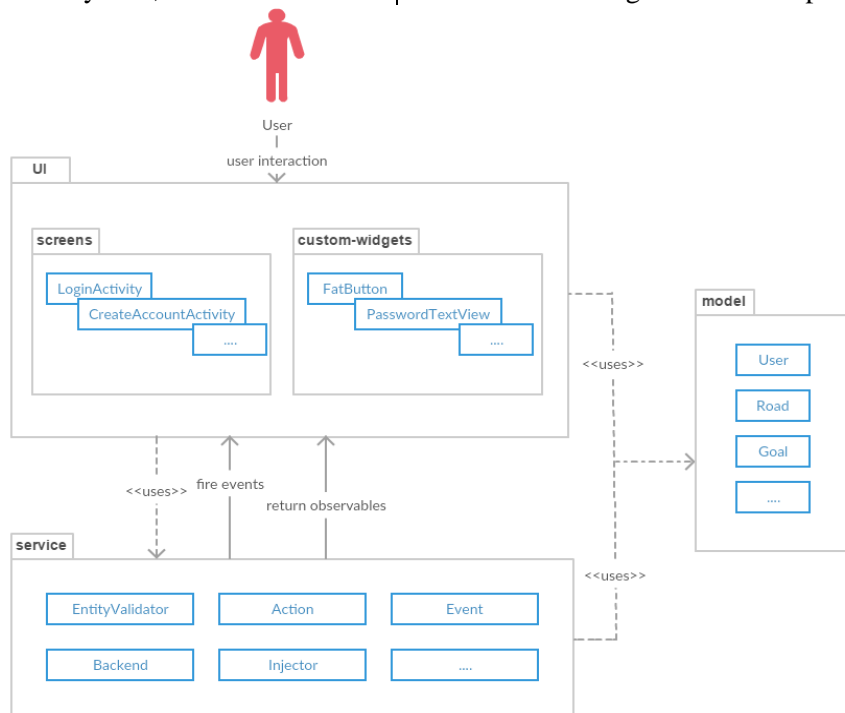 User
user interaction
UI
screens
custom-widgets
LoginActivity
CreateAccountActivity
....
FatButton
PasswordTextView
....
model
User
Road
Goal
....
<<uses>>
<<uses>>
fire events
return observables
<<uses>>
service
EntityValidator
Action
Event
Backend
Injector
....